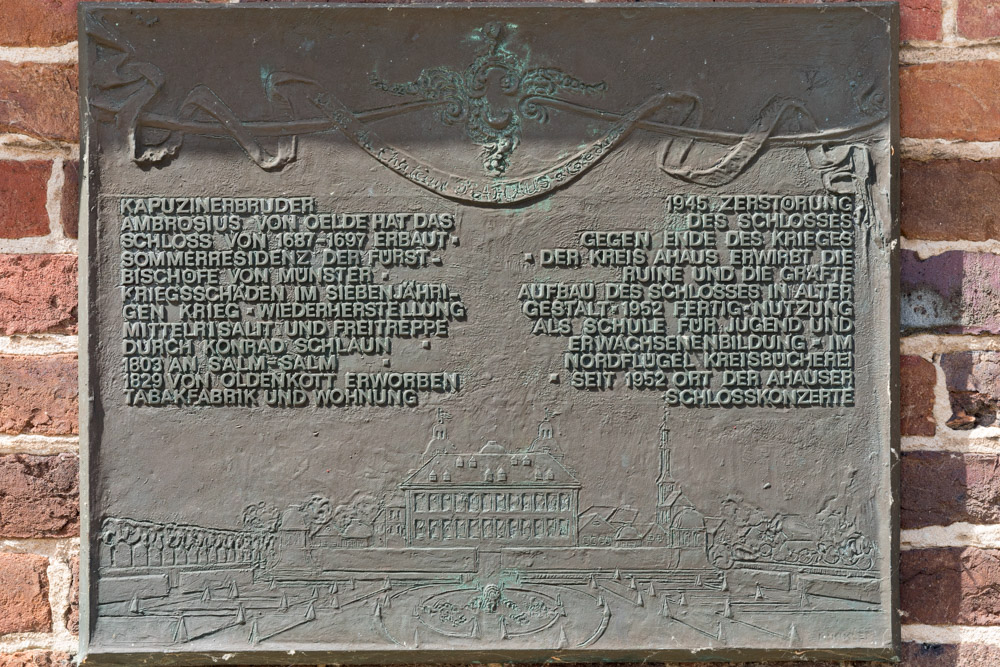 KAPUZINERBRUDER
AMBROSIUS VON OELDE HAT DAS
SCHLOSS VON 1687-1697 ERBAUT·
SOMMERRESIDENZ DER FÜRST-
BISCHÖFE VON MÜNSTER·
KRIEGSSCHÄDEN IM SIEBENJÄHRI-
GEN KRIEG·WIEDERHERSTELLUNG
MITTELRISALIT UND FREITREPPE
DURCH KONRAD SCHLAUN ·
1803 AN SALM-SALM ·
1829 VON OLDENKOTT ERWORBEN
TABAKFABRIK UND WOHNUNG·
1945 ZERSTÖRUNG
DES SCHLOSSES
GEGEN ENDE DES KRIEGES
· DER KREIS AHAUS ERWIRBT DIE
RUINE UND DIE GRÄFTE
AUFBAU DES SCHLOSSES IN ALTER
GESTALT·1952 FERTIG·NUTZUNG
ALS SCHULE FÜR JUGEND UND
ERWACHSENENBILDUNG·IM
NORDFLÜGEL KREISBÜCHEREI
· SEIT 1952 ORT DER AHAUSER
SCHLOSSKONZERTE